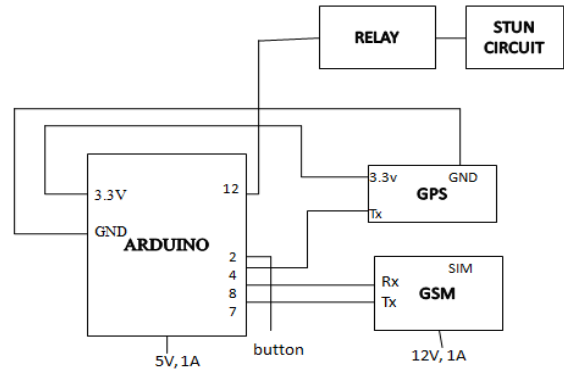 RELAY
STUN
CIRCUIT
3.3V
12
GND
ARDUINO
2
4
8
7
3.3v
GND
GPS
Tx
SIM
Rx
GSM
Tx
button
5V, 1A
12V, 1A